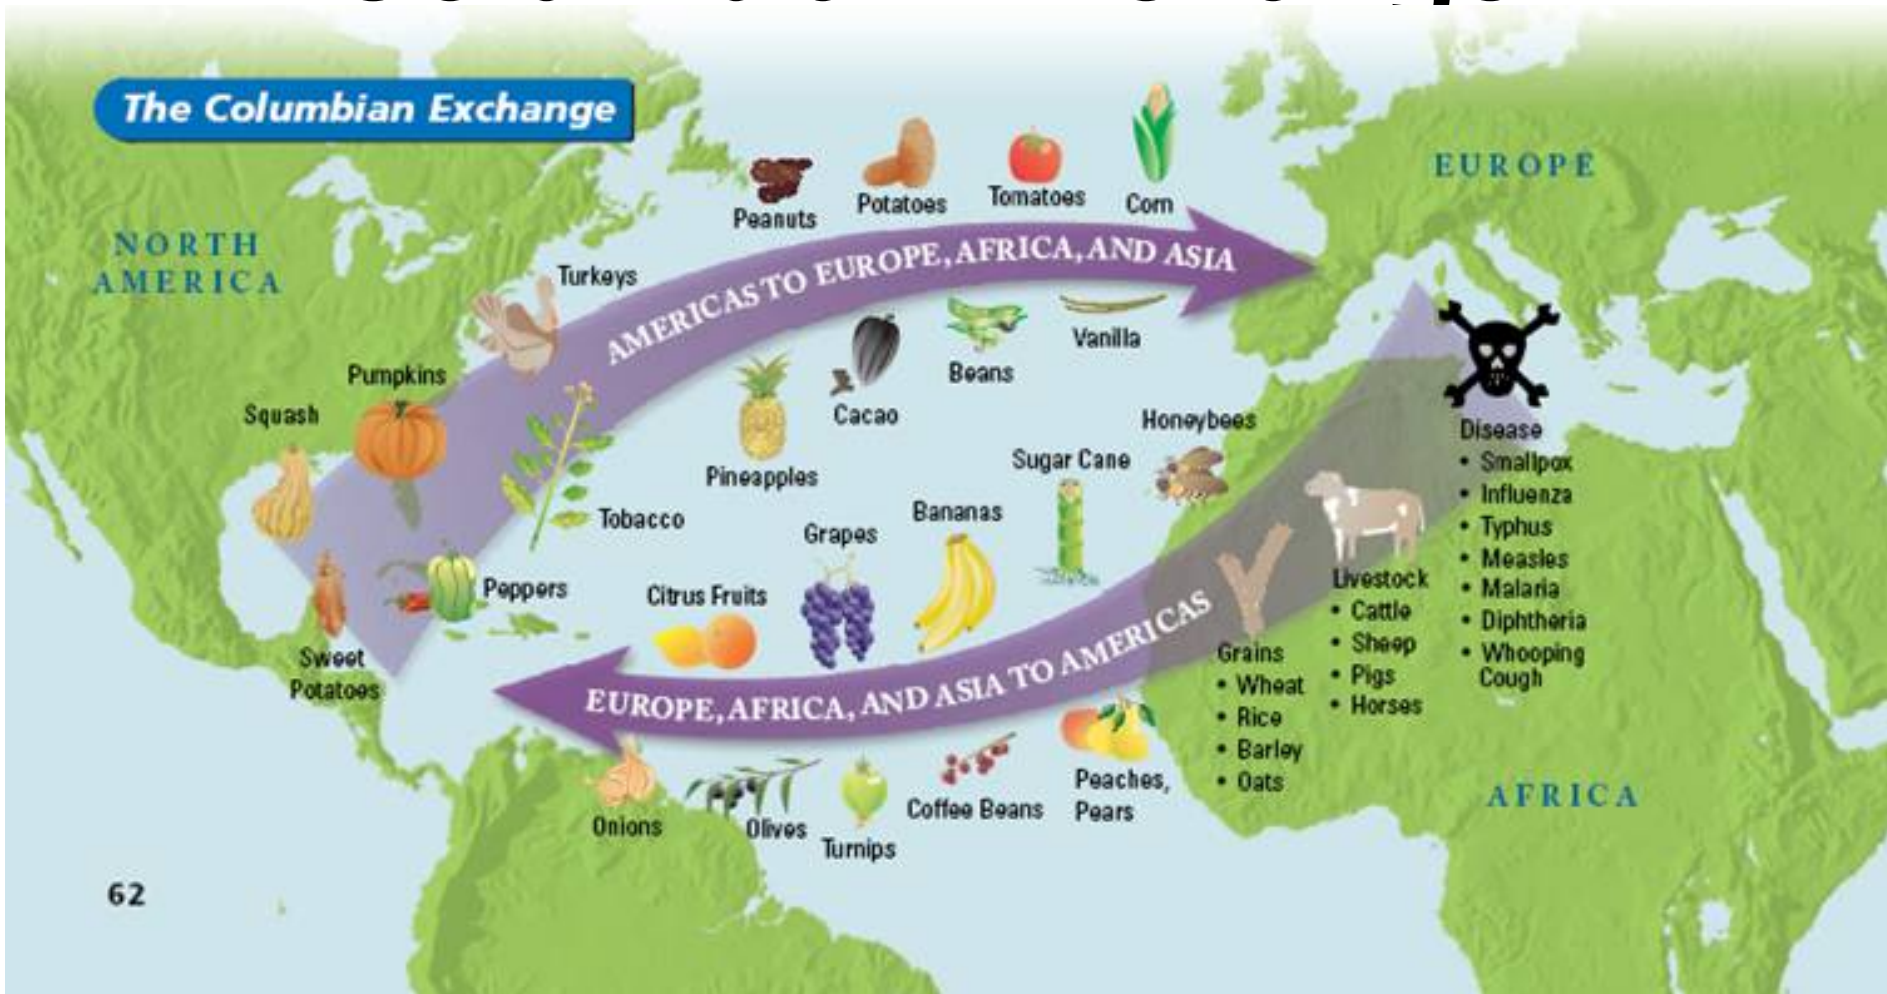 The Columbian Exchange
NORTH
AMERICA
EUROPE
AFRICA
Peanuts
Potatoes
Tomatoes
Corn
AMERICAS TO EUROPE, AFRICA, AND ASIA
Turkeys
Pumpkins
Squash
Vanilla
Beans
Cacao
Pineapples
Tobacco
Peppers
Sweet
Potatoes
Honeybees
Sugar Cane
Bananas
Grapes
Citrus Fruits
EUROPE, AFRICA, AND ASIA TO AMERICAS
Onions
Olives
Turnips
Coffee Beans
Peaches,
Pears
Grains
• Wheat
• Rice
• Barley
• Oats
Livestock
• Cattle
• Sheep
• Pigs
• Horses
Disease
• Smallpox
• Influenza
• Typhus
• Measles
• Malaria
• Diphtheria
• Whooping
Cough
62